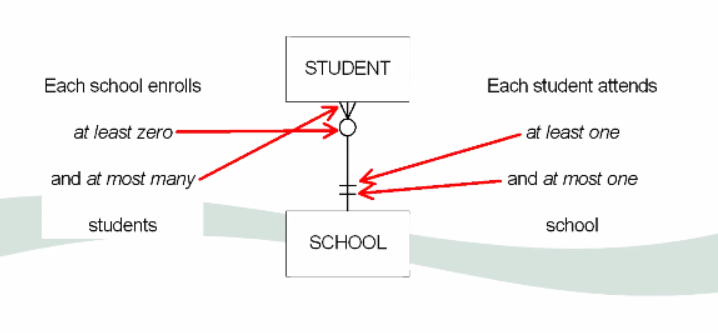 STUDENT
Each school enrolls
at least zero
and at most many
students
Each student attends
at least one
and at most one
school
SCHOOL